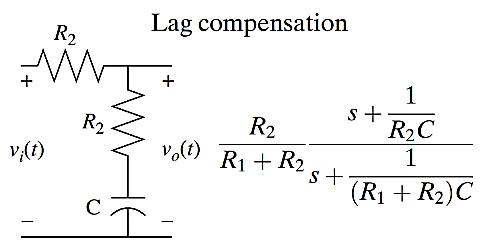 Lag compensation
R₂
+
+
R₂
vᵢ(t)
vₒ(t)
C
−
−
R₂
R₁ + R₂
s + 1
R₂C
s + 1
(R₁ + R₂)C